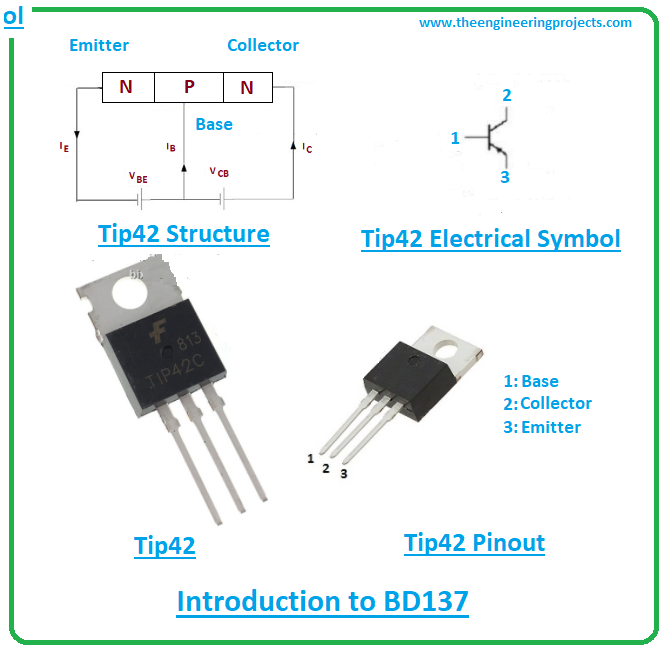 ol
www.theengineeringprojects.com
Emitter Collector
N P N
Base
IE IB IC
VBE VCB
2
1
3
Tip42 Structure
Tip42 Electrical Symbol
bb
813
TIP42C
1: Base
2: Collector
3: Emitter
1
2
3
Tip42
Tip42 Pinout
Introduction to BD137